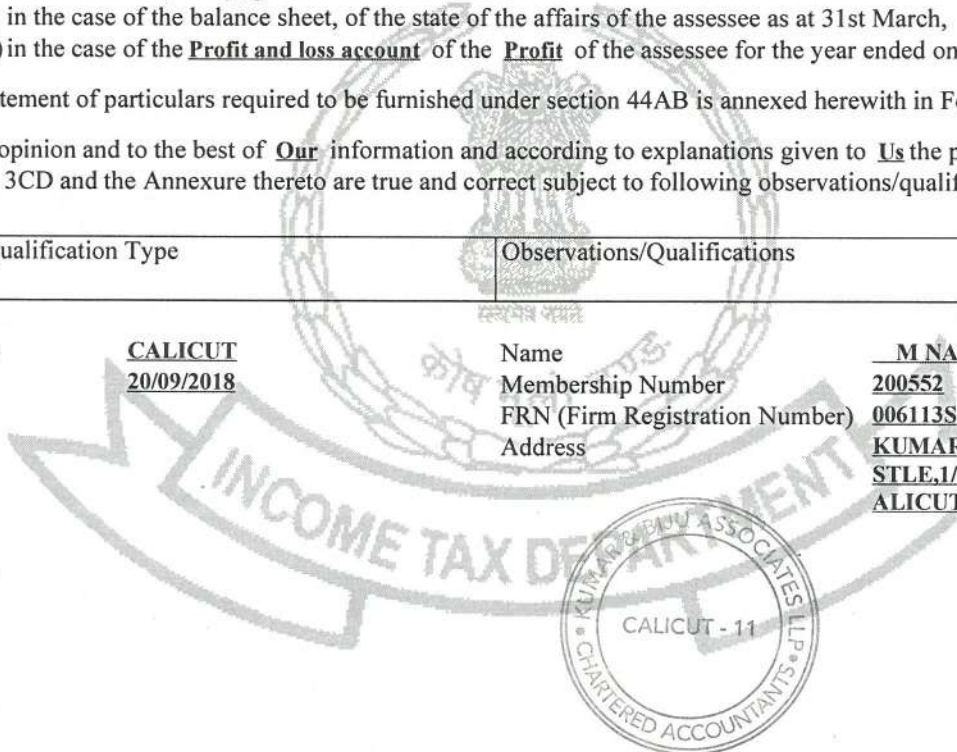 in the case of the balance sheet, of the state of the affairs of the assessee as at 31st March,
)in the case of the Profit and loss account of the Profit of the assessee for the year ended on
tement of particulars required to be furnished under section 44AB is annexed herewith in F
opinion and to the best of Our information and according to explanations given to Us the p
3CD and the Annexure thereto are true and correct subject to following observations/qualif
ualification Type Observations/Qualifications
CALICUT Name M NA
20/09/2018 Membership Number 200552
FRN (Firm Registration Number) 006113S
Address KUMAR
STLE,1/
ALICUT
सत्यमेव जयते
INCOME TAX DEPARTMENT
KUMAR & BIJU ASSOCIATES LLP
CALICUT - 11
CHARTERED ACCOUNTANTS